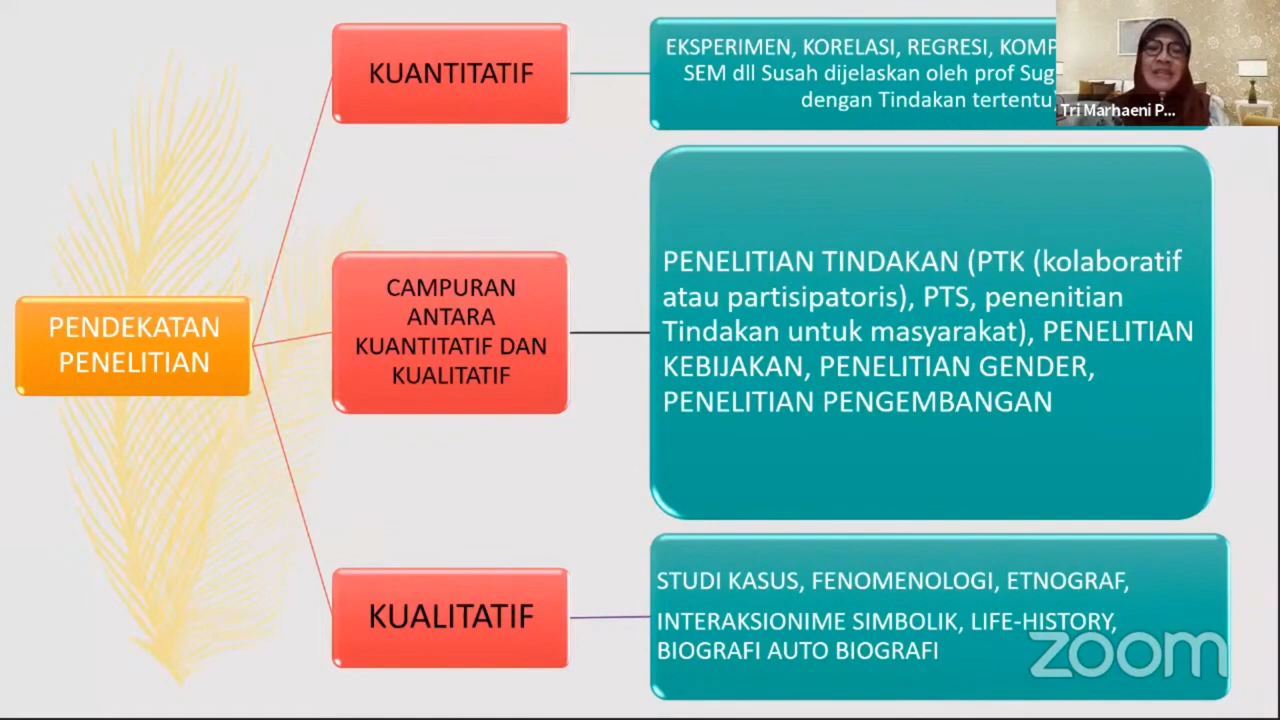 PENDEKATAN
PENELITIAN
KUANTITATIF
EKSPERIMEN, KORELASI, REGRESI,
SEM dll Susah dijelaskan oleh prof
dengan Tindakan tertentu)
Tri Marhaeni P...
CAMPURAN
ANTARA
KUANTITATIF DAN
KUALITATIF
PENELITIAN TINDAKAN (PTK (kolaboratif
atau partisipatoris), PTS, penenitian
Tindakan untuk masyarakat), PENELITIAN
KEBIJAKAN, PENELITIAN GENDER,
PENELITIAN PENGEMBANGAN
KUALITATIF
STUDI KASUS, FENOMENOLOGI, ETNOGRAF,
INTERAKSIONIME SIMBOLIK, LIFE-HISTORY,
BIOGRAFI AUTO BIOGRAFI
zoom